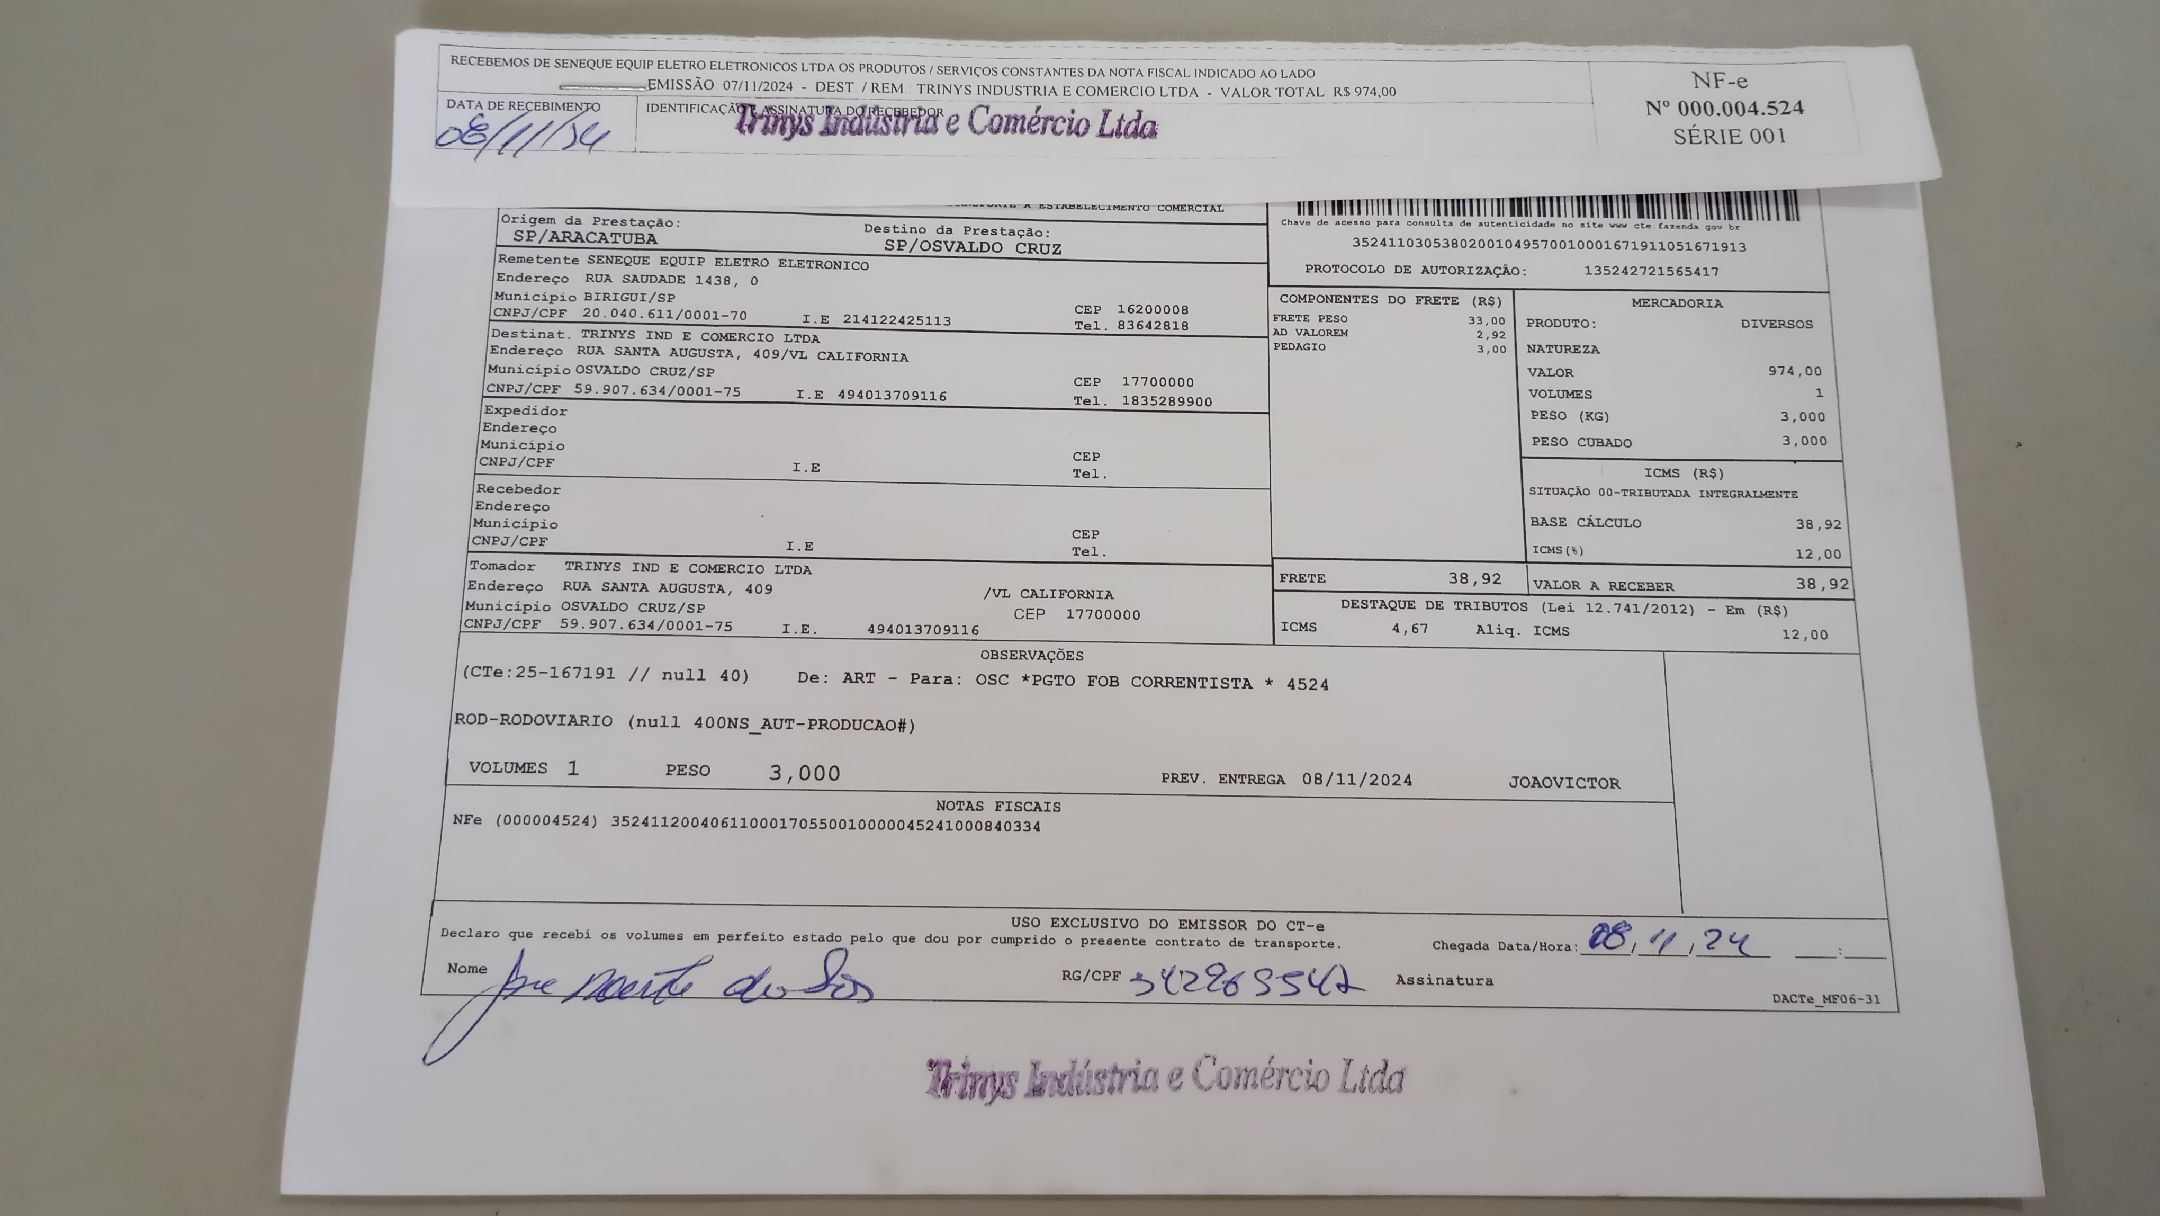 RECEBEMOS DE SENEQUE EQUIP ELETRO ELETRONICOS LTDA OS PRODUTOS / SERVIÇOS CONSTANTES DA NOTA FISCAL INDICADO AO LADO
EMISSÃO 07/11/2024 - DEST / REM. TRINYS INDUSTRIA E COMERCIO LTDA - VALOR TOTAL R$ 974,00
NF-e
Nº 000.004.524
SÉRIE 001
DATA DE RECEBIMENTO
08/11/24
IDENTIFICAÇÃO E ASSINATURA DO RECEBEDOR
Trinys Indústria e Comércio Ltda
A ESTABELECIMENTO COMERCIAL
Origem da Prestação:
SP/ARACATUBA
Destino da Prestação:
SP/OSVALDO CRUZ
Chave de acesso para consulta de autenticidade no site www cte.fazenda gov.br
35241103053802001049570010001671911051671913
PROTOCOLO DE AUTORIZAÇÃO: 135242721565417
Remetente SENEQUE EQUIP ELETRO ELETRONICO
Endereço RUA SAUDADE 1438, 0
Município BIRIGUI/SP CEP 16200008
CNPJ/CPF 20.040.611/0001-70 I.E 214122425113 Tel. 83642818
Destinat. TRINYS IND E COMERCIO LTDA
Endereço RUA SANTA AUGUSTA, 409/VL CALIFORNIA
Município OSVALDO CRUZ/SP CEP 17700000
CNPJ/CPF 59.907.634/0001-75 I.E 494013709116 Tel. 1835289900
Expedidor
Endereço
Município CEP
CNPJ/CPF I.E Tel.
Recebedor
Endereço
Município CEP
CNPJ/CPF I.E Tel.
Tomador TRINYS IND E COMERCIO LTDA
Endereço RUA SANTA AUGUSTA, 409 /VL CALIFORNIA
Município OSVALDO CRUZ/SP CEP 17700000
CNPJ/CPF 59.907.634/0001-75 I.E. 494013709116
COMPONENTES DO FRETE (R$)
FRETE PESO 33,00
AD VALOREM 2,92
PEDAGIO 3,00
MERCADORIA
PRODUTO: DIVERSOS
NATUREZA
VALOR 974,00
VOLUMES 1
PESO (KG) 3,000
PESO CUBADO 3,000
ICMS (R$)
SITUAÇÃO 00-TRIBUTADA INTEGRALMENTE
BASE CÁLCULO 38,92
ICMS(%) 12,00
FRETE 38,92
VALOR A RECEBER 38,92
DESTAQUE DE TRIBUTOS (Lei 12.741/2012) - Em (R$)
ICMS 4,67 Aliq. ICMS 12,00
OBSERVAÇÕES
(CTe:25-167191 // null 40) De: ART - Para: OSC *PGTO FOB CORRENTISTA * 4524
ROD-RODOVIARIO (null 400NS_AUT-PRODUCAO#)
VOLUMES 1 PESO 3,000 PREV. ENTREGA 08/11/2024 JOAOVICTOR
NOTAS FISCAIS
NFe (000004524) 35241120040611000170550010000045241000840334
USO EXCLUSIVO DO EMISSOR DO CT-e
Declaro que recebi os volumes em perfeito estado pelo que dou por cumprido o presente contrato de transporte.
Chegada Data/Hora: 08/11/24 :
Nome
RG/CPF
Assinatura
DACTe_MF06-31
Trinys Indústria e Comércio Ltda